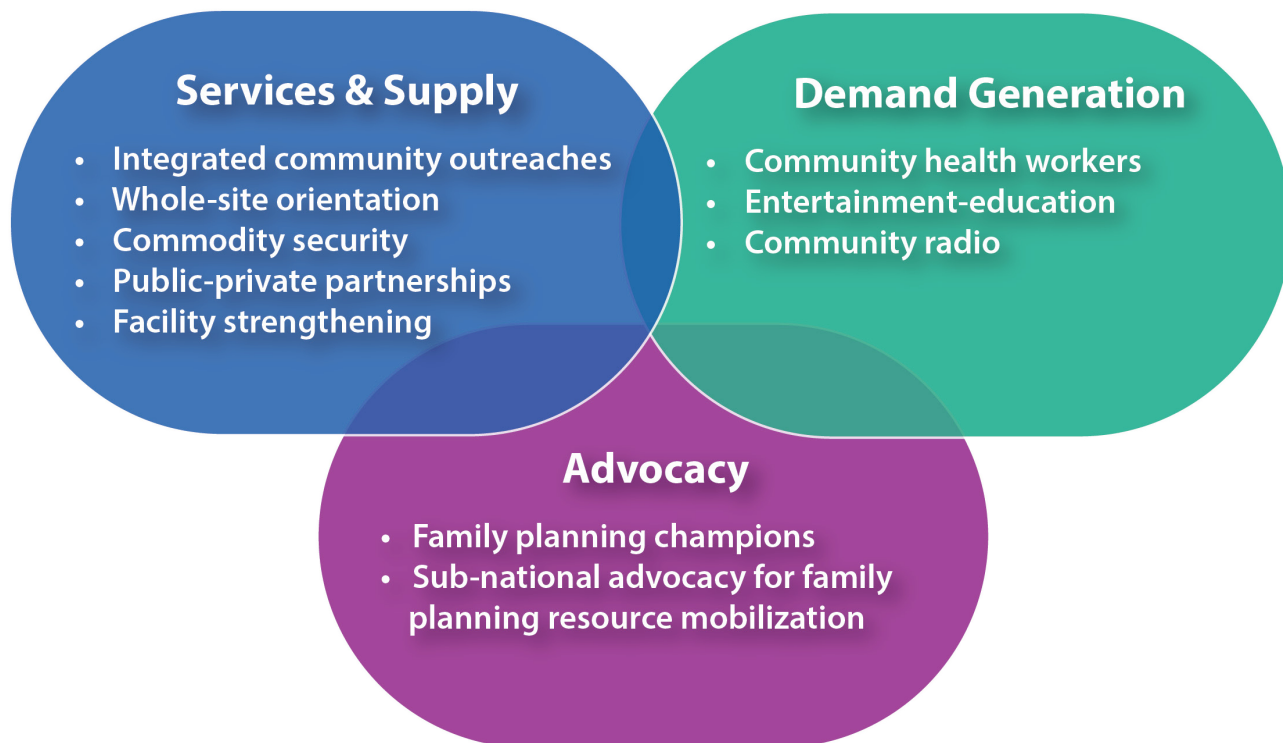 Services & Supply
• Integrated community outreaches
• Whole-site orientation
• Commodity security
• Public-private partnerships
• Facility strengthening
Demand Generation
• Community health workers
• Entertainment-education
• Community radio
Advocacy
• Family planning champions
• Sub-national advocacy for family
planning resource mobilization